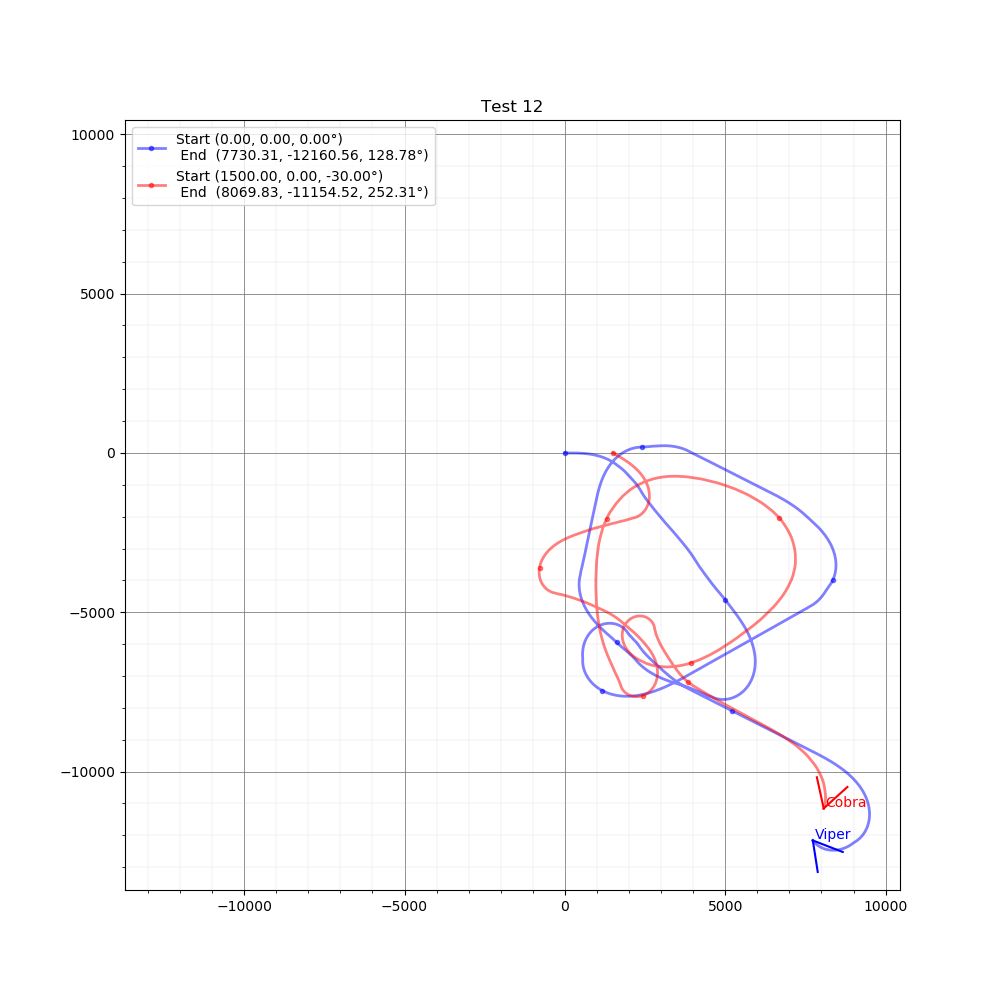 Test 12
Start (0.00, 0.00, 0.00°)
End (7730.31, -12160.56, 128.78°)
Start (1500.00, 0.00, -30.00°)
End (8069.83, -11154.52, 252.31°)
10000
5000
0
−5000
−10000
Cobra
Viper
−10000 −5000 0 5000 10000